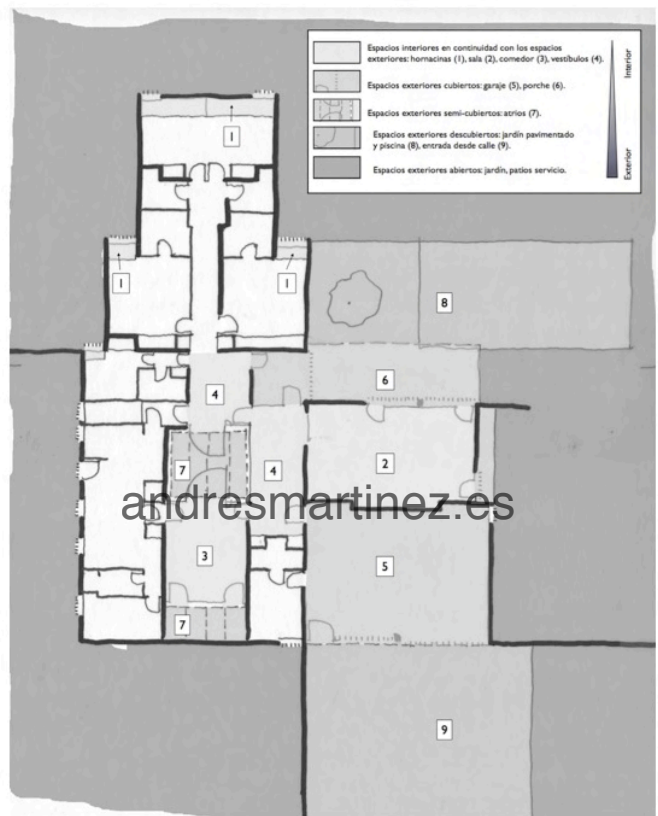 Espacios interiores en continuidad con los espacios
exteriores: hornacinas (1), sala (2), comedor (3), vestíbulos (4).
Espacios exteriores cubiertos: garaje (5), porche (6).
Espacios exteriores semi-cubiertos: atrios (7).
Espacios exteriores descubiertos: jardín pavimentado
y piscina (8), entrada desde calle (9).
Espacios exteriores abiertos: jardín, patios servicio.
Interior
Exterior
1
1
1
8
6
4
2
7
4
andresmartinez.es
3
5
7
9